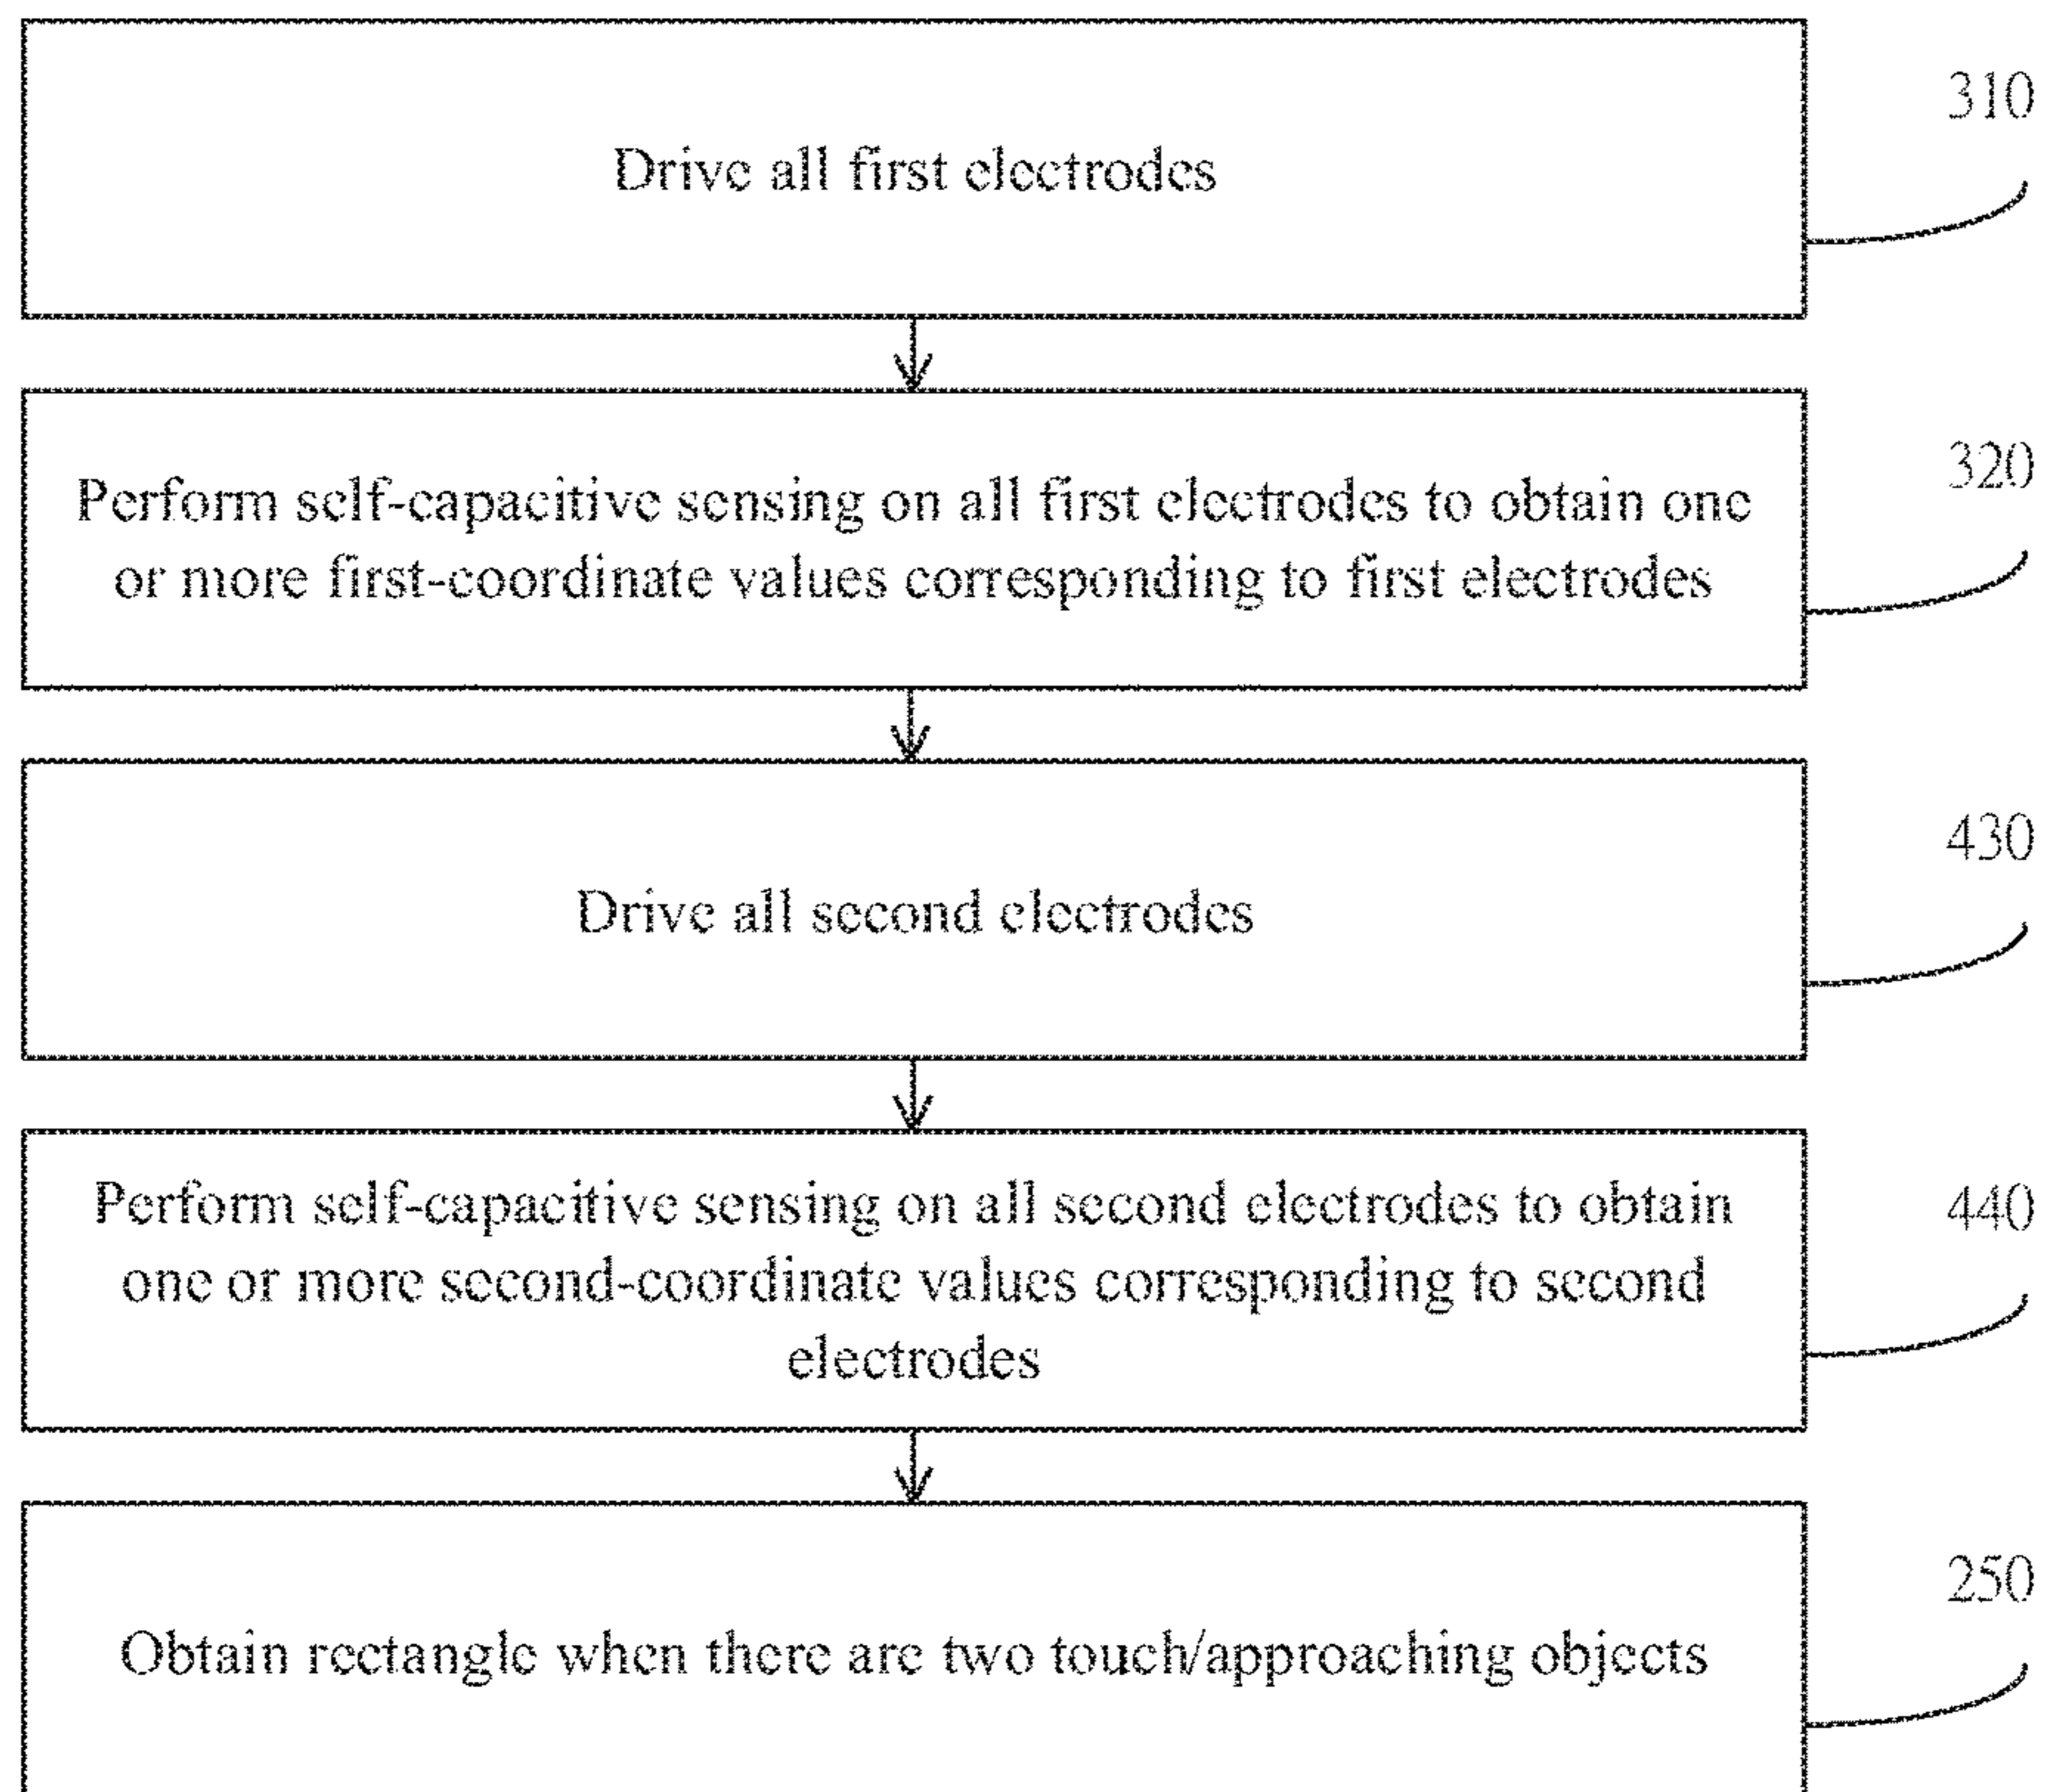 310
Drive all first electrodes
320
Perform self-capacitive sensing on all first electrodes to obtain one
or more first-coordinate values corresponding to first electrodes
430
Drive all second electrodes
440
Perform self-capacitive sensing on all second electrodes to obtain
one or more second-coordinate values corresponding to second
electrodes
250
Obtain rectangle when there are two touch/approaching objects